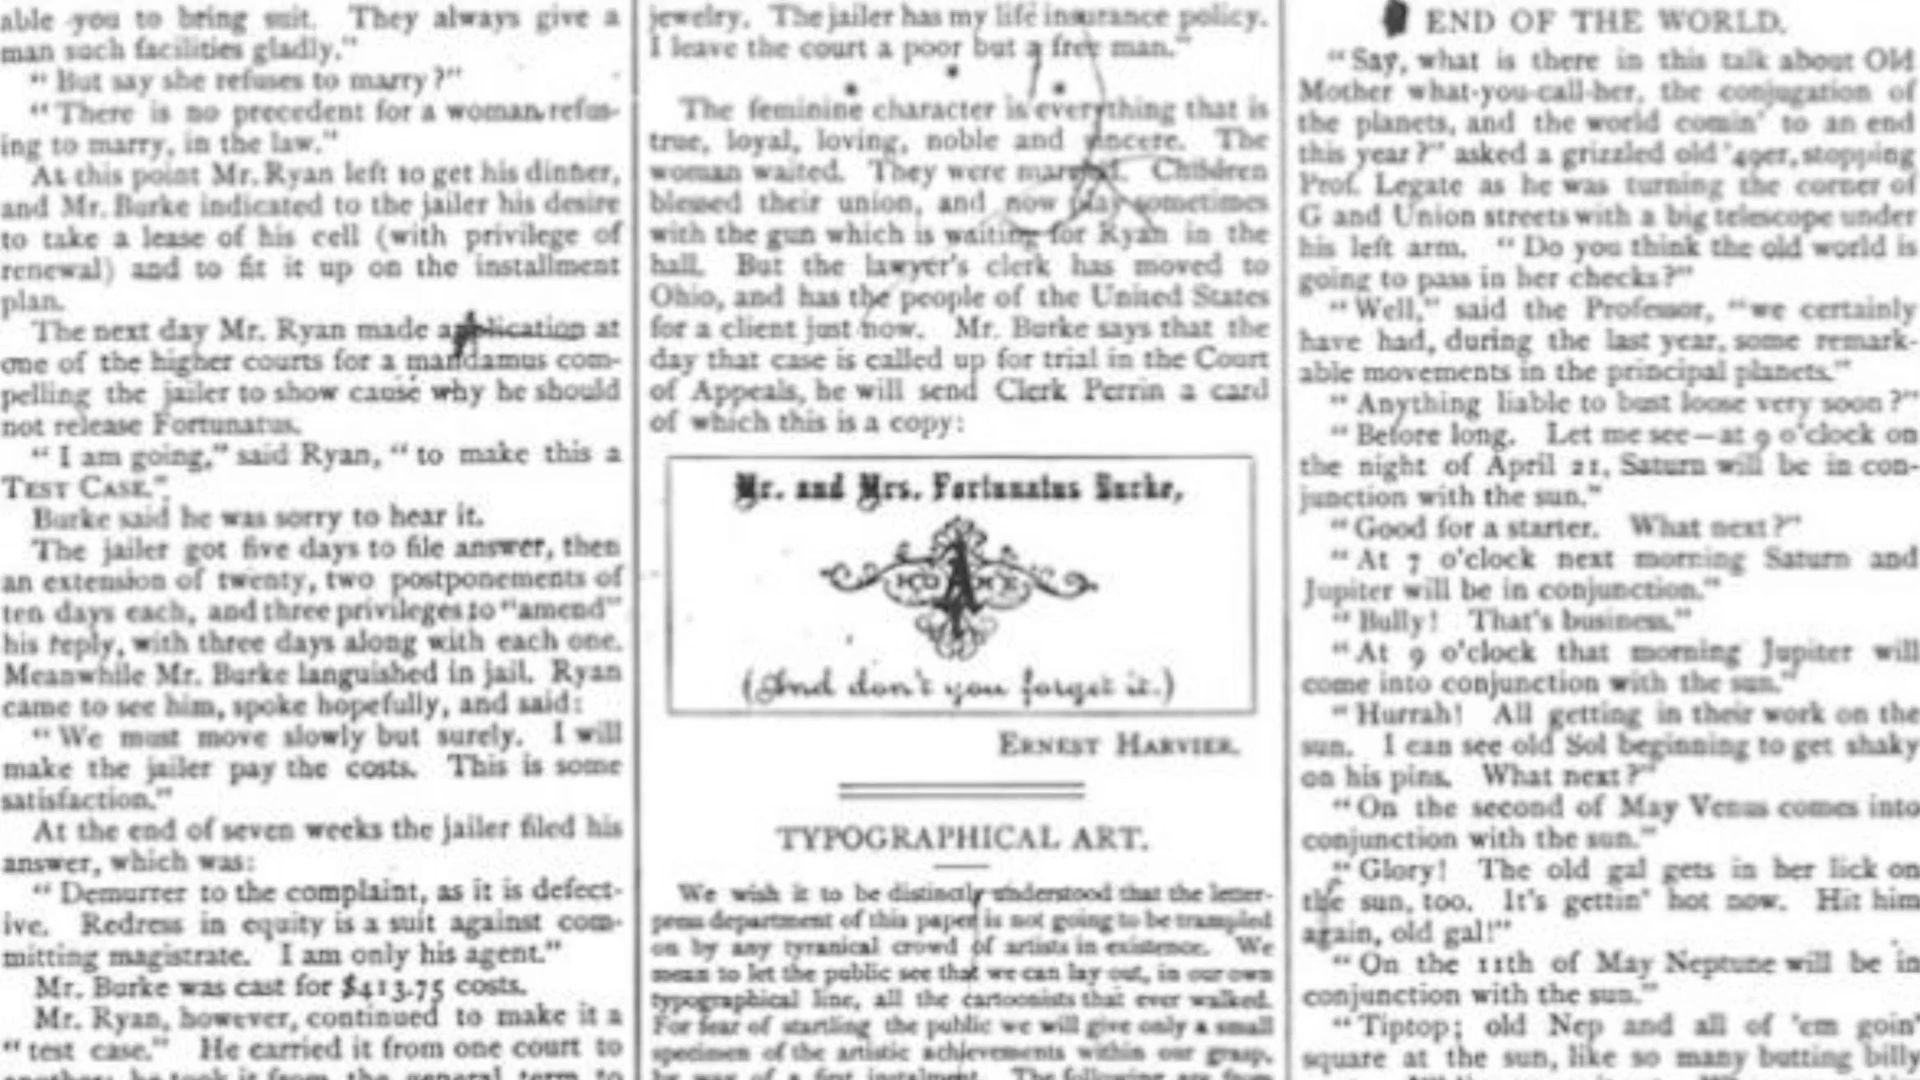 able you to bring suit. They always give a
man such facilities gladly."
"But say she refuses to marry?"
"There is no precedent for a woman refus-
ing to marry, in the law."
At this point Mr. Ryan left to get his dinner,
and Mr. Burke indicated to the jailer his desire
to take a lease of his cell (with privilege of
renewal) and to fit it up on the installment
plan.
The next day Mr. Ryan made application at
one of the higher courts for a mandamus com-
pelling the jailer to show cause why he should
not release Fortunatus.
"I am going," said Ryan, "to make this a
TEST CASE."
Burke said he was sorry to hear it.
The jailer got five days to file answer, then
an extension of twenty, two postponements of
ten days each, and three privileges to "amend"
his reply, with three days along with each one.
Meanwhile Mr. Burke languished in jail. Ryan
came to see him, spoke hopefully, and said:
"We must move slowly but surely. I will
make the jailer pay the costs. This is some
satisfaction."
At the end of seven weeks the jailer filed his
answer, which was:
"Demurrer to the complaint, as it is defect-
ive. Redress in equity is a suit against com-
mitting magistrate. I am only his agent."
Mr. Burke was cast for $413.75 costs.
Mr. Ryan, however, continued to make it a
"test case." He carried it from one court to
another; he took it from the general term to
jewelry. The jailer has my life insurance policy.
I leave the court a poor but a free man."
* * *
The feminine character is everything that is
true, loyal, loving, noble and sincere. The
woman waited. They were married. Children
blessed their union, and now play sometimes
with the gun which is waiting for Ryan in the
hall. But the lawyer's clerk has moved to
Ohio, and has the people of the United States
for a client just now. Mr. Burke says that the
day that case is called up for trial in the Court
of Appeals, he will send Clerk Perrin a card
of which this is a copy:
Mr. and Mrs. Fortunatus Burke,
A
(And don't you forget it.)
ERNEST HARVIER.
TYPOGRAPHICAL ART.
We wish it to be distinctly understood that the letter-
press department of this paper is not going to be trampled
on by any tyranical crowd of artists in existence. We
mean to let the public see that we can lay out, in our own
typographical line, all the cartoonists that ever walked.
For fear of startling the public we will give only a small
specimen of the artistic achievements within our grasp,
by way of a first instalment. The following are from
END OF THE WORLD.
"Say, what is there in this talk about Old
Mother what-you-call-her, the conjugation of
the planets, and the world comin' to an end
this year?" asked a grizzled old '49er, stopping
Prof. Legate as he was turning the corner of
G and Union streets with a big telescope under
his left arm. "Do you think the old world is
going to pass in her checks?"
"Well," said the Professor, "we certainly
have had, during the last year, some remark-
able movements in the principal planets."
"Anything liable to bust loose very soon?"
"Before long. Let me see—at 9 o'clock on
the night of April 21, Saturn will be in con-
junction with the sun."
"Good for a starter. What next?"
"At 7 o'clock next morning Saturn and
Jupiter will be in conjunction."
"Bully! That's business."
"At 9 o'clock that morning Jupiter will
come into conjunction with the sun."
"Hurrah! All getting in their work on the
sun. I can see old Sol beginning to get shaky
on his pins. What next?"
"On the second of May Venus comes into
conjunction with the sun."
"Glory! The old gal gets in her lick on
the sun, too. It's gettin' hot now. Hit him
again, old gal!"
"On the 11th of May Neptune will be in
conjunction with the sun."
"Tiptop; old Nep and all of 'em goin'
square at the sun, like so many butting billy